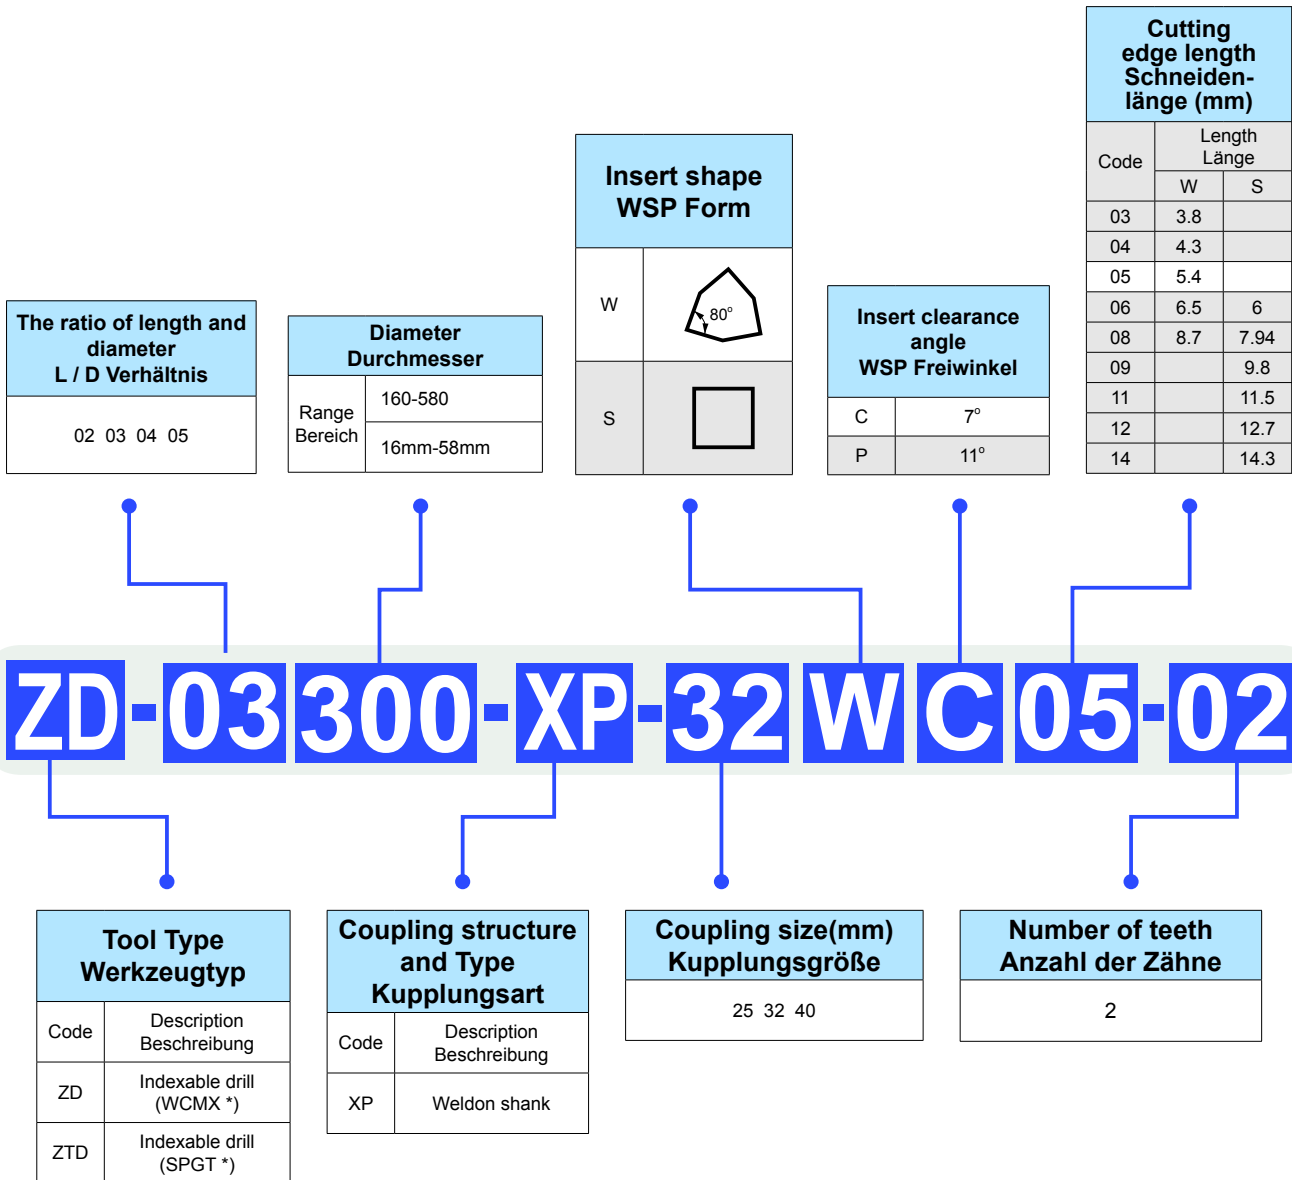 Cutting
edge length
Schneiden-
länge (mm)
Code
Length
Länge
W S
03 3.8
04 4.3
05 5.4
06 6.5 6
08 8.7 7.94
09 9.8
11 11.5
12 12.7
14 14.3
Insert shape
WSP Form
W 80°
S
Insert clearance
angle
WSP Freiwinkel
C 7°
P 11°
The ratio of length and
diameter
L / D Verhältnis
02 03 04 05
Diameter
Durchmesser
Range
Bereich
160-580
16mm-58mm
ZD-03 300-XP-32 W C 05-02
Tool Type
Werkzeugtyp
Code
Description
Beschreibung
ZD
Indexable drill
(WCMX *)
ZTD
Indexable drill
(SPGT *)
Coupling structure
and Type
Kupplungsart
Code
Description
Beschreibung
XP Weldon shank
Coupling size(mm)
Kupplungsgröße
25 32 40
Number of teeth
Anzahl der Zähne
2